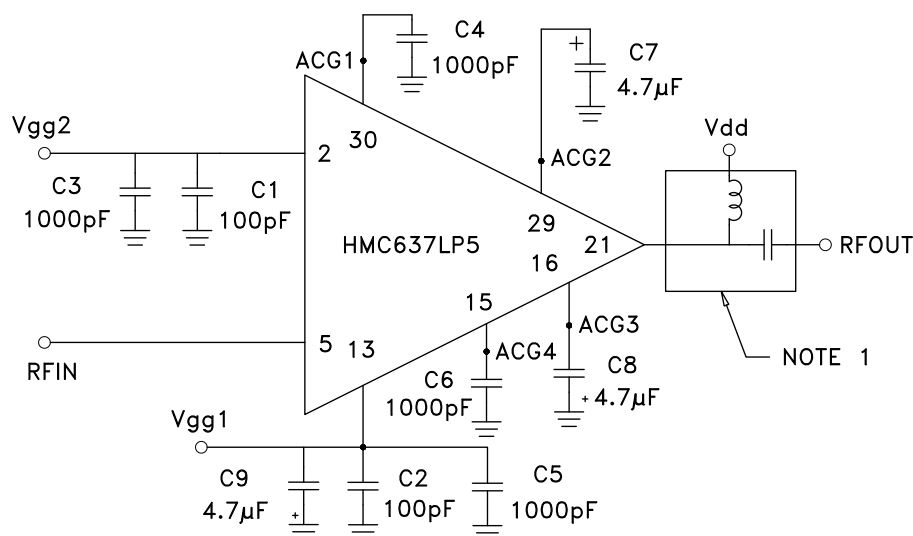 C4
1000pF
ACG1
+
C7
4.7µF
Vgg2
Vdd
30
2
ACG2
C3
1000pF
C1
100pF
29
HMC637LP5
21
RFOUT
16
15
ACG3
5
13
ACG4
NOTE 1
RFIN
C6
1000pF
C8
+
4.7µF
Vgg1
C9
4.7µF
+
C2
100pF
C5
1000pF